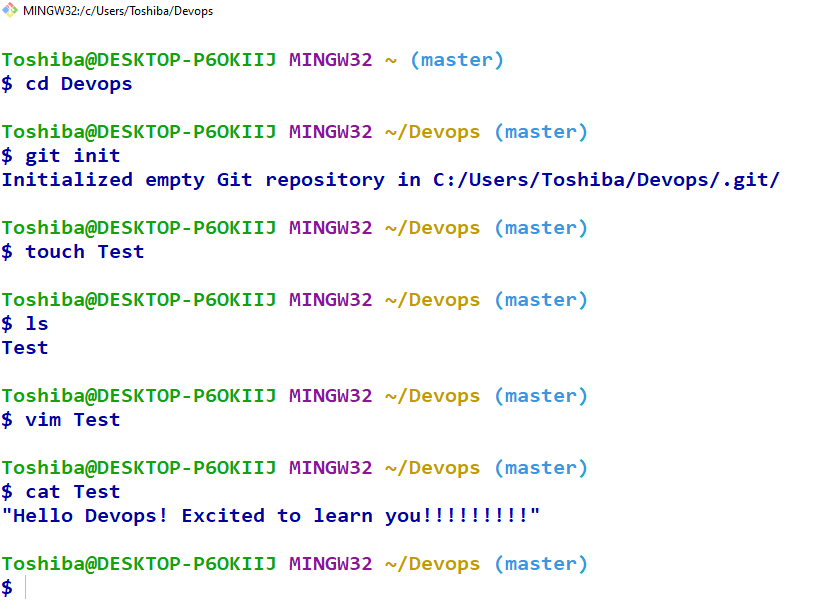 MINGW32:/c/Users/Toshiba/Devops
Toshiba@DESKTOP-P6OKIIJ MINGW32 ~ (master)
$ cd Devops
Toshiba@DESKTOP-P6OKIIJ MINGW32 ~/Devops (master)
$ git init
Initialized empty Git repository in C:/Users/Toshiba/Devops/.git/
Toshiba@DESKTOP-P6OKIIJ MINGW32 ~/Devops (master)
$ touch Test
Toshiba@DESKTOP-P6OKIIJ MINGW32 ~/Devops (master)
$ ls
Test
Toshiba@DESKTOP-P6OKIIJ MINGW32 ~/Devops (master)
$ vim Test
Toshiba@DESKTOP-P6OKIIJ MINGW32 ~/Devops (master)
$ cat Test
"Hello Devops! Excited to learn you!!!!!!!!!"
Toshiba@DESKTOP-P6OKIIJ MINGW32 ~/Devops (master)
$